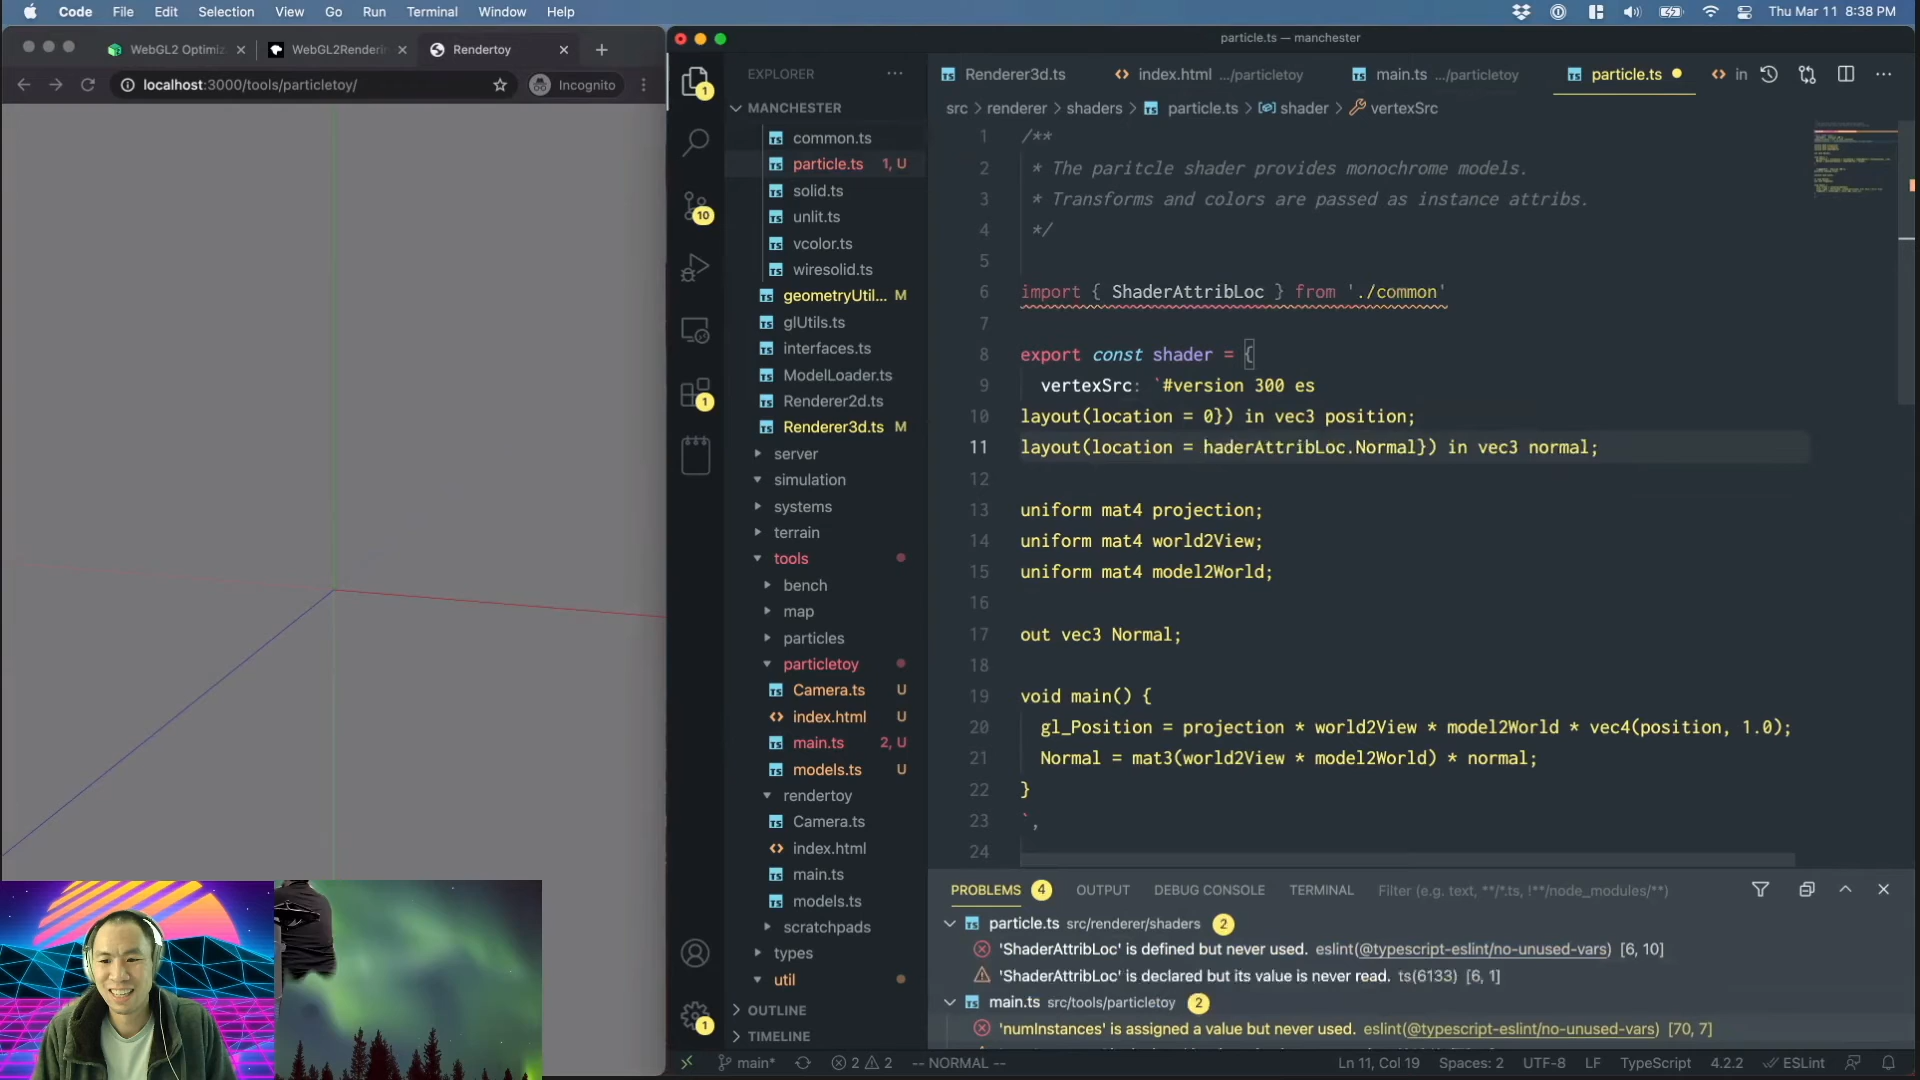 Code File Edit Selection View Go Run Terminal Window Help Thu Mar 11 8:38 PM
WebGL2 Optimiz WebGL2Renderin Rendertoy
localhost:3000/tools/particletoy/ Incognito
particle.ts — manchester
EXPLORER
MANCHESTER
common.ts
particle.ts 1, U
solid.ts
unlit.ts
vcolor.ts
wiresolid.ts
geometryUtil... M
glUtils.ts
interfaces.ts
ModelLoader.ts
Renderer2d.ts
Renderer3d.ts M
server
simulation
systems
terrain
tools
bench
map
particles
particletoy
Camera.ts U
index.html U
main.ts 2, U
models.ts U
rendertoy
Camera.ts
index.html
main.ts
models.ts
scratchpads
types
util
OUTLINE
TIMELINE
1
10
1
1
Renderer3d.ts index.html .../particletoy main.ts .../particletoy particle.ts in
src > renderer > shaders > particle.ts > shader > vertexSrc
1 /**
2 * The paritcle shader provides monochrome models.
3 * Transforms and colors are passed as instance attribs.
4 */
5
6 import { ShaderAttribLoc } from './common'
7
8 export const shader = {
9 vertexSrc: `#version 300 es
10 layout(location = 0}) in vec3 position;
11 layout(location = haderAttribLoc.Normal}) in vec3 normal;
12
13 uniform mat4 projection;
14 uniform mat4 world2View;
15 uniform mat4 model2World;
16
17 out vec3 Normal;
18
19 void main() {
20 gl_Position = projection * world2View * model2World * vec4(position, 1.0);
21 Normal = mat3(world2View * model2World) * normal;
22 }
23 `,
24
PROBLEMS 4 OUTPUT DEBUG CONSOLE TERMINAL Filter (e.g. text, **/*.ts, !**/node_modules/**)
particle.ts src/renderer/shaders 2
'ShaderAttribLoc' is defined but never used. eslint(@typescript-eslint/no-unused-vars) [6, 10]
'ShaderAttribLoc' is declared but its value is never read. ts(6133) [6, 1]
main.ts src/tools/particletoy 2
'numInstances' is assigned a value but never used. eslint(@typescript-eslint/no-unused-vars) [70, 7]
main* 2 2 -- NORMAL -- Ln 11, Col 19 Spaces: 2 UTF-8 LF TypeScript 4.2.2 ESLint